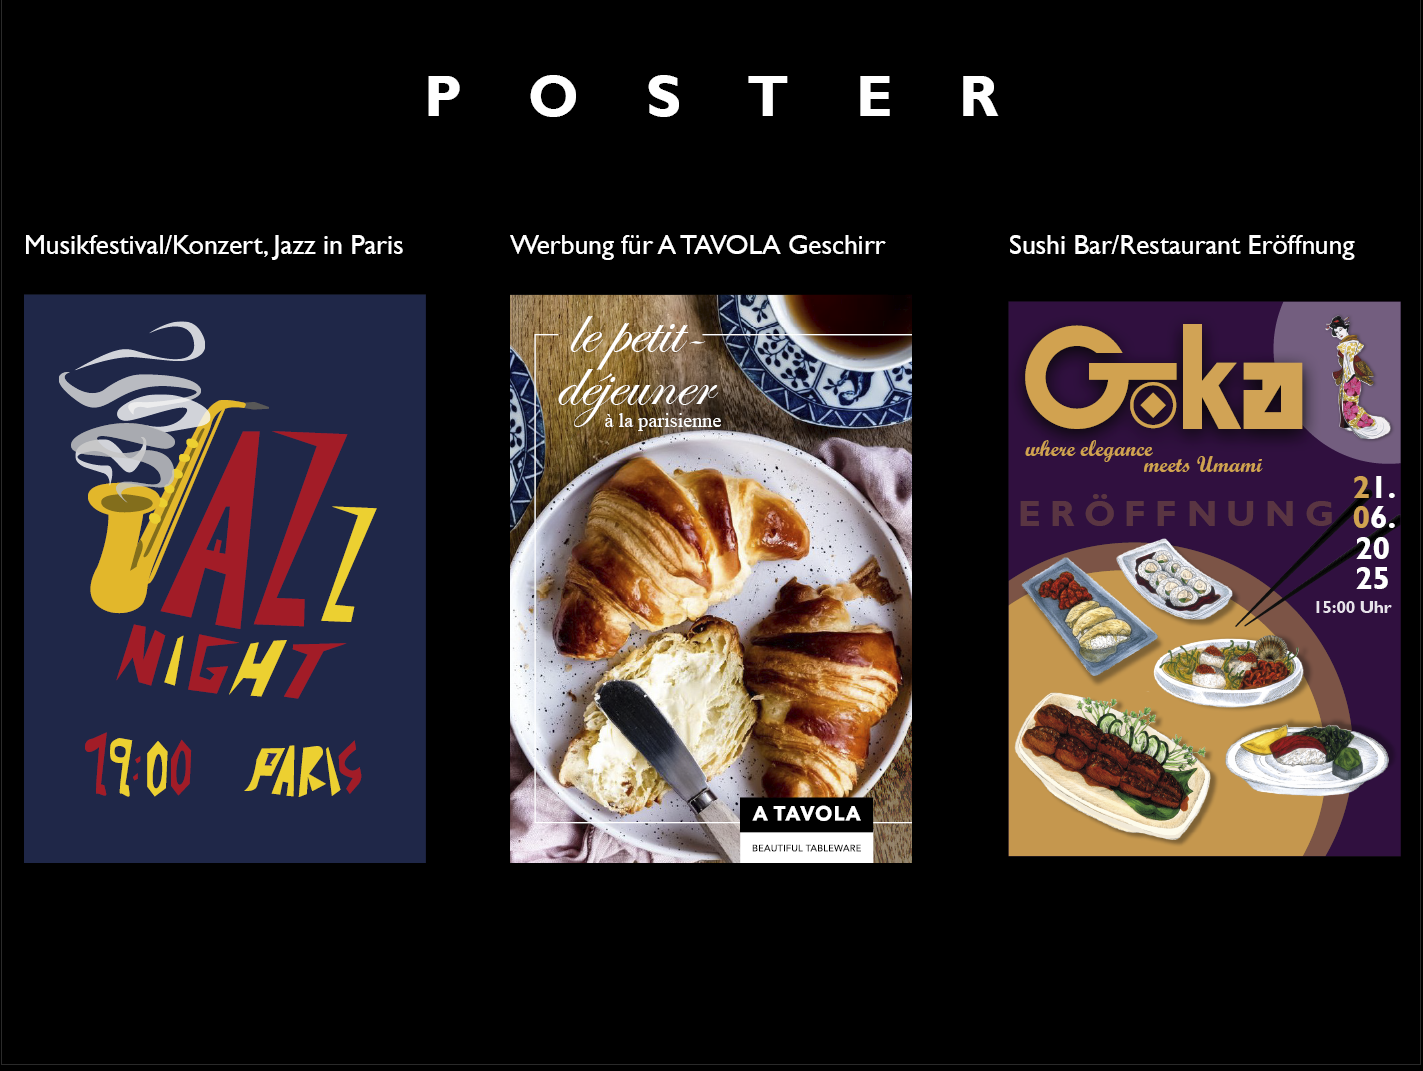 POSTER
Musikfestival/Konzert, Jazz in Paris
JAZZ
NIGHT
19:00 PARIS
Werbung für A TAVOLA Geschirr
le petit-
déjeuner
à la parisienne
A TAVOLA
BEAUTIFUL TABLEWARE
Sushi Bar/Restaurant Eröffnung
Goka
where elegance
meets Umami
ERÖFFNUNG
21.
06.
20
25
15:00 Uhr